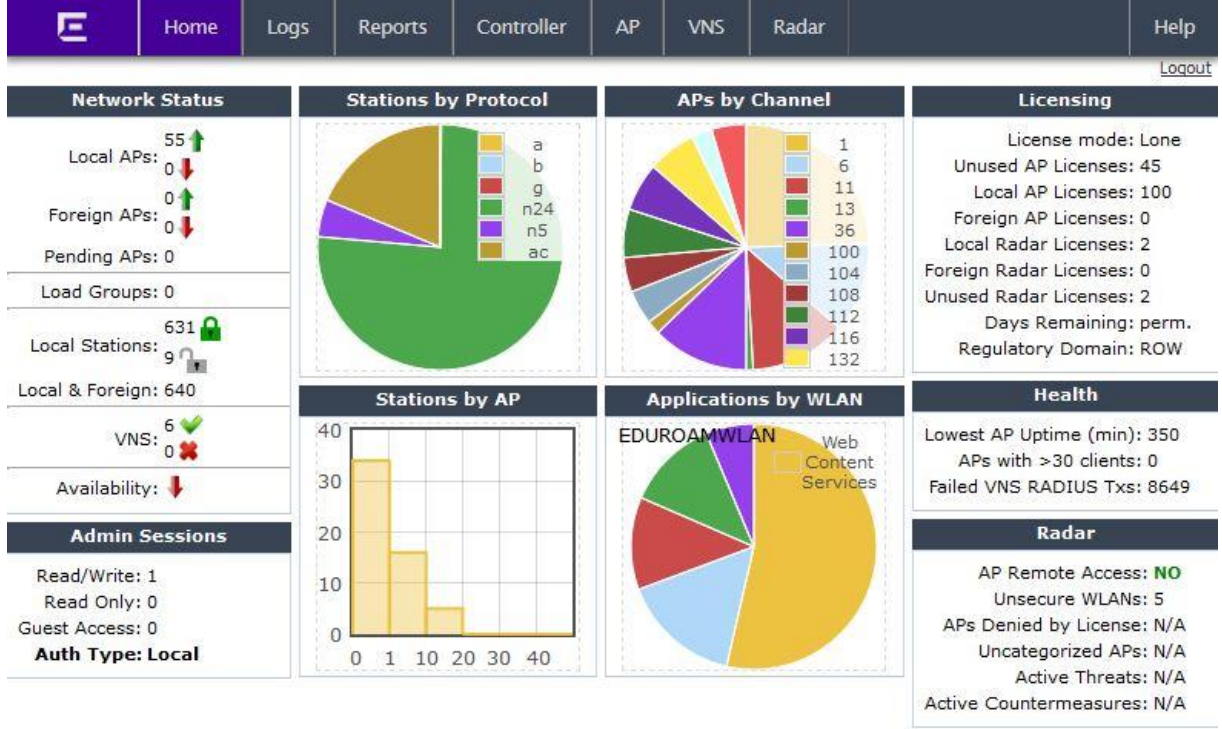 Home Logs Reports Controller AP VNS Radar Help
Logout
Network Status
Local APs: 55
0
Foreign APs: 0
0
Pending APs: 0
Load Groups: 0
Local Stations: 631
9
Local & Foreign: 640
VNS: 6
0
Availability:
Admin Sessions
Read/Write: 1
Read Only: 0
Guest Access: 0
Auth Type: Local
Stations by Protocol
a
b
g
n24
n5
ac
Stations by AP
40
30
20
10
0
0 1 10 20 30 40
APs by Channel
1
6
11
13
36
100
104
108
112
116
132
Applications by WLAN
EDUROAMWLAN
Web
Content
Services
Licensing
License mode: Lone
Unused AP Licenses: 45
Local AP Licenses: 100
Foreign AP Licenses: 0
Local Radar Licenses: 2
Foreign Radar Licenses: 0
Unused Radar Licenses: 2
Days Remaining: perm.
Regulatory Domain: ROW
Health
Lowest AP Uptime (min): 350
APs with >30 clients: 0
Failed VNS RADIUS Txs: 8649
Radar
AP Remote Access: NO
Unsecure WLANs: 5
APs Denied by License: N/A
Uncategorized APs: N/A
Active Threats: N/A
Active Countermeasures: N/A